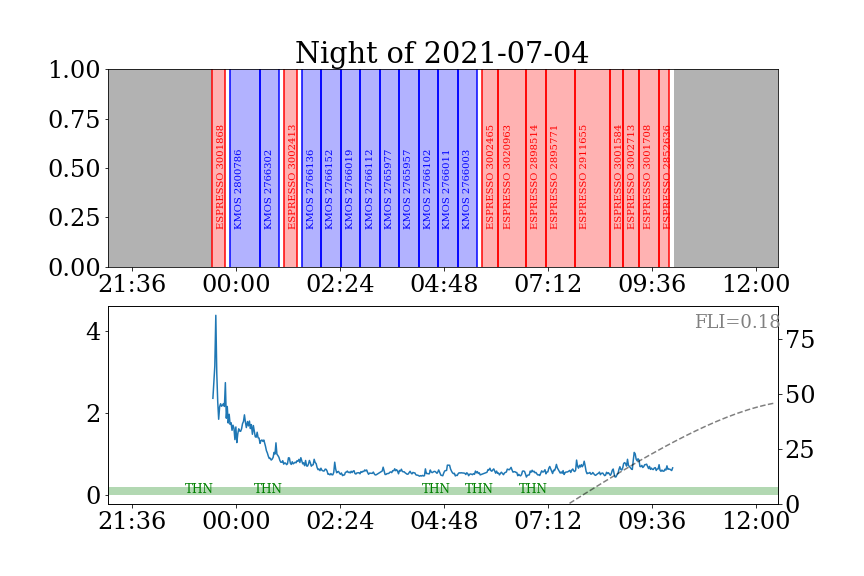 Night of 2021-07-04
1.00
0.75
0.50
0.25
0.00
ESPRESSO 3001868
KMOS 2800786
KMOS 2766302
ESPRESSO 3002413
KMOS 2766136
KMOS 2766152
KMOS 2766019
KMOS 2766112
KMOS 2765977
KMOS 2765957
KMOS 2766102
KMOS 2766011
KMOS 2766003
ESPRESSO 3002465
ESPRESSO 3020963
ESPRESSO 2898514
ESPRESSO 2895771
ESPRESSO 2911655
ESPRESSO 3001584
ESPRESSO 3002713
ESPRESSO 3001708
ESPRESSO 2852636
21:36 00:00 02:24 04:48 07:12 09:36 12:00
FLI=0.18
4
2
0
75
50
25
0
THN THN THN THN THN
21:36 00:00 02:24 04:48 07:12 09:36 12:00